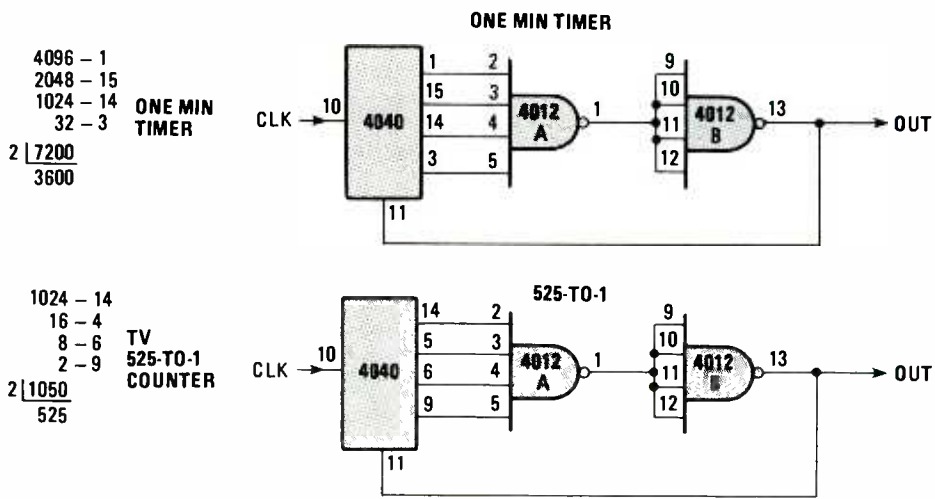 ONE MIN TIMER
4096 – 1
2048 – 15
1024 – 14
32 – 3
2 7200
3600
ONE MIN
TIMER
CLK
10
4040
1
15
14
3
11
2
3
4
5
4012
A
1
9
10
11
12
4012
B
13
OUT
525-TO-1
1024 – 14
16 – 4
8 – 6
2 – 9
2 1050
525
TV
525-TO-1
COUNTER
CLK
10
4040
14
5
6
9
11
2
3
4
5
4012
A
1
9
10
11
12
4012
13
OUT